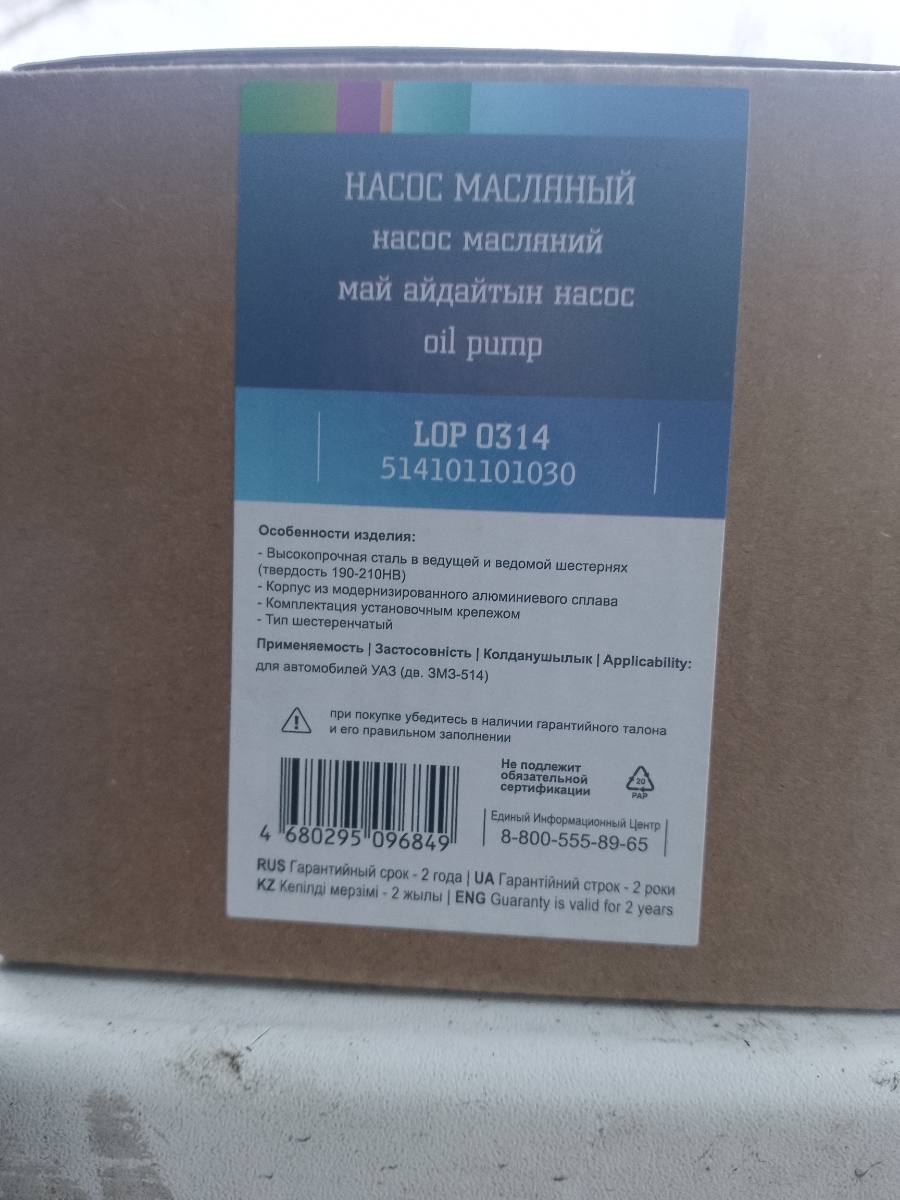 НАСОС МАСЛЯНЫЙ
насос масляний
май айдайтын насос
oil pump
LOP 0314
514101101030
Особенности изделия:
- Высокопрочная сталь в ведущей и ведомой шестернях
(твердость 190-210HB)
- Корпус из модернизированного алюминиевого сплава
- Комплектация установочным крепежом
- Тип шестеренчатый
Применяемость | Застосовність | Колданушылык | Applicability:
для автомобилей УАЗ (дв. ЗМЗ-514)
при покупке убедитесь в наличии гарантийного талона
и его правильном заполнении
Не подлежит
обязательной
сертификации
20
PAP
Единый Информационный Центр
8-800-555-89-65
4 680295 096849
RUS Гарантийный срок - 2 года | UA Гарантійний строк - 2 роки
KZ Кепілді мерзімі - 2 жылы | ENG Guaranty is valid for 2 years